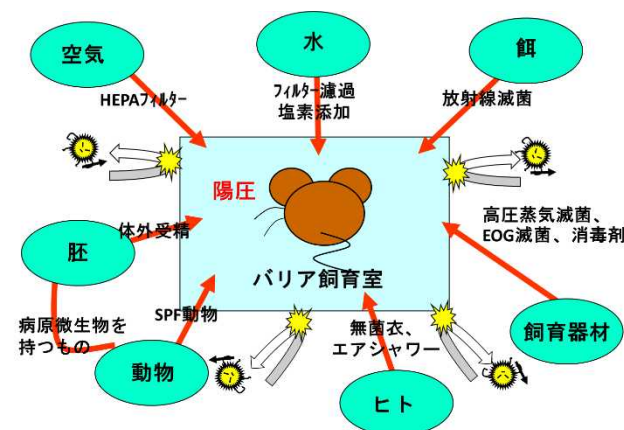 空気
水
餌
HEPAフィルター
フィルター濾過
塩素添加
放射線滅菌
陽圧
高圧蒸気滅菌、
EOG滅菌、消毒剤
体外受精
胚
バリア飼育室
病原微生物を
持つもの
SPF動物
無菌衣、
エアシャワー
飼育器材
動物
ヒト